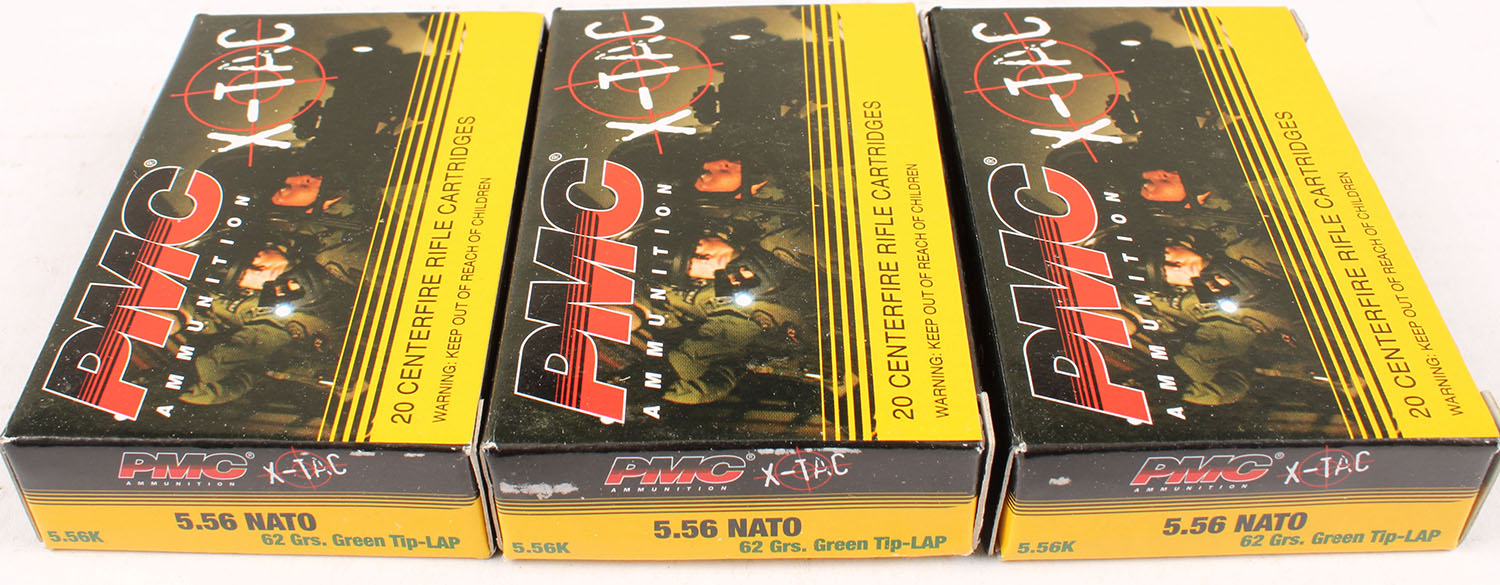 PMC®
AMMUNITION
X-TAC
20 CENTERFIRE RIFLE CARTRIDGES
WARNING: KEEP OUT OF REACH OF CHILDREN
PMC®
AMMUNITION
X-TAC
5.56 NATO
62 Grs. Green Tip-LAP
5.56K
PMC®
AMMUNITION
X-TAC
20 CENTERFIRE RIFLE CARTRIDGES
WARNING: KEEP OUT OF REACH OF CHILDREN
PMC®
AMMUNITION
X-TAC
5.56 NATO
62 Grs. Green Tip-LAP
5.56K
PMC®
AMMUNITION
X-TAC
20 CENTERFIRE RIFLE CARTRIDGES
WARNING: KEEP OUT OF REACH OF CHILDREN
PMC®
AMMUNITION
X-TAC
5.56 NATO
62 Grs. Green Tip-LAP
5.56K